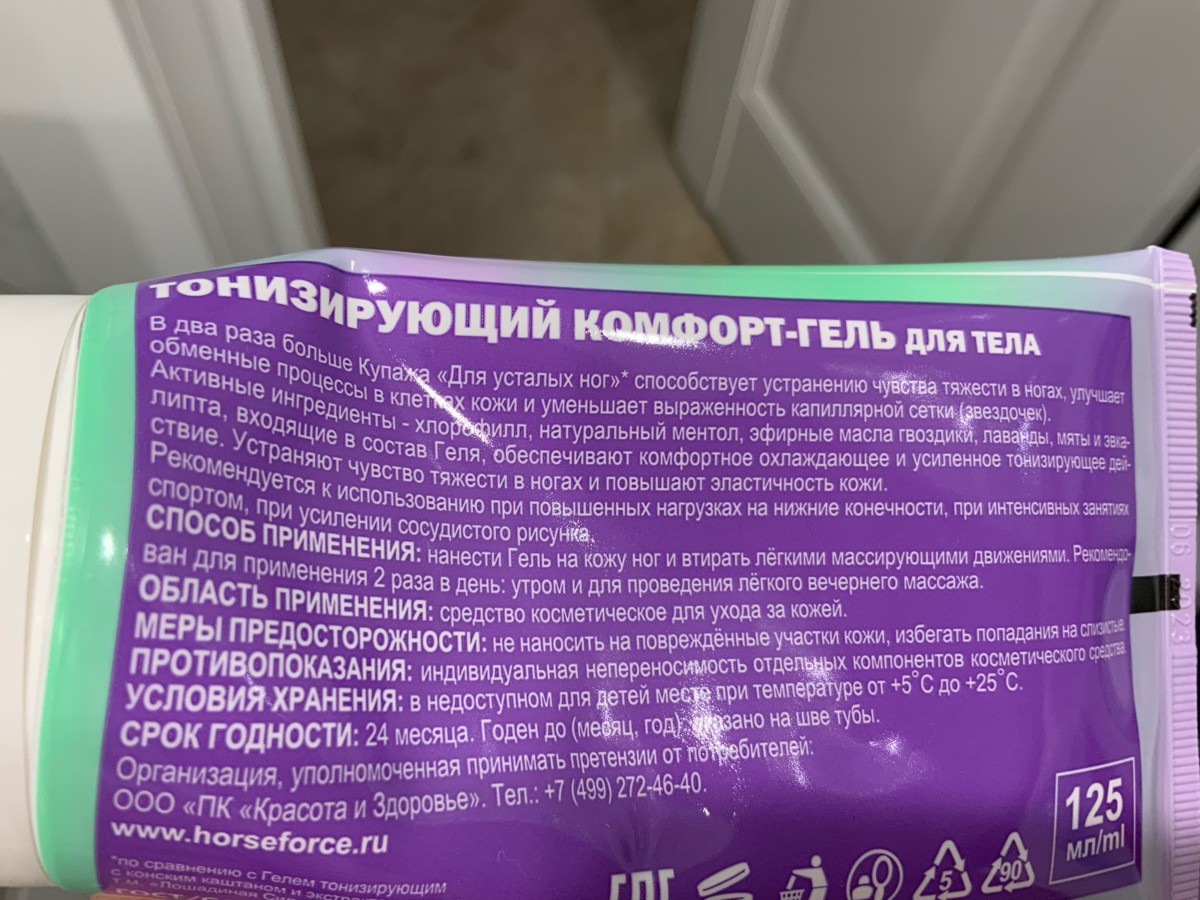 ТОНИЗИРУЮЩИЙ КОМФОРТ-ГЕЛЬ ДЛЯ ТЕЛА
В два раза больше Купажа «Для усталых ног»* способствует устранению чувства тяжести в ногах, улучшает
обменные процессы в клетках кожи и уменьшает выраженность капиллярной сетки (звездочек).
Активные ингредиенты - хлорофилл, натуральный ментол, эфирные масла гвоздики, лаванды, мяты и эвка-
липта, входящие в состав Геля, обеспечивают комфортное охлаждающее и усиленное тонизирующее дей-
ствие. Устраняют чувство тяжести в ногах и повышают эластичность кожи.
Рекомендуется к использованию при повышенных нагрузках на нижние конечности, при интенсивных занятиях
спортом, при усилении сосудистого рисунка.
СПОСОБ ПРИМЕНЕНИЯ: нанести Гель на кожу ног и втирать лёгкими массирующими движениями. Рекомендо-
ван для применения 2 раза в день: утром и для проведения лёгкого вечернего массажа.
ОБЛАСТЬ ПРИМЕНЕНИЯ: средство косметическое для ухода за кожей.
МЕРЫ ПРЕДОСТОРОЖНОСТИ: не наносить на повреждённые участки кожи, избегать попадания на слизистые.
ПРОТИВОПОКАЗАНИЯ: индивидуальная непереносимость отдельных компонентов косметического средства.
УСЛОВИЯ ХРАНЕНИЯ: в недоступном для детей месте при температуре от +5°С до +25°С.
СРОК ГОДНОСТИ: 24 месяца. Годен до (месяц, год) указано на шве тубы.
Организация, уполномоченная принимать претензии от потребителей:
ООО «ПК «Красота и Здоровье». Тел.: +7 (499) 272-46-40.
www.horseforce.ru
*по сравнению с Гелем тонизирующим
с конским каштаном и
т.м. «Лошадиная
125
мл/ml
5
90
06 2023